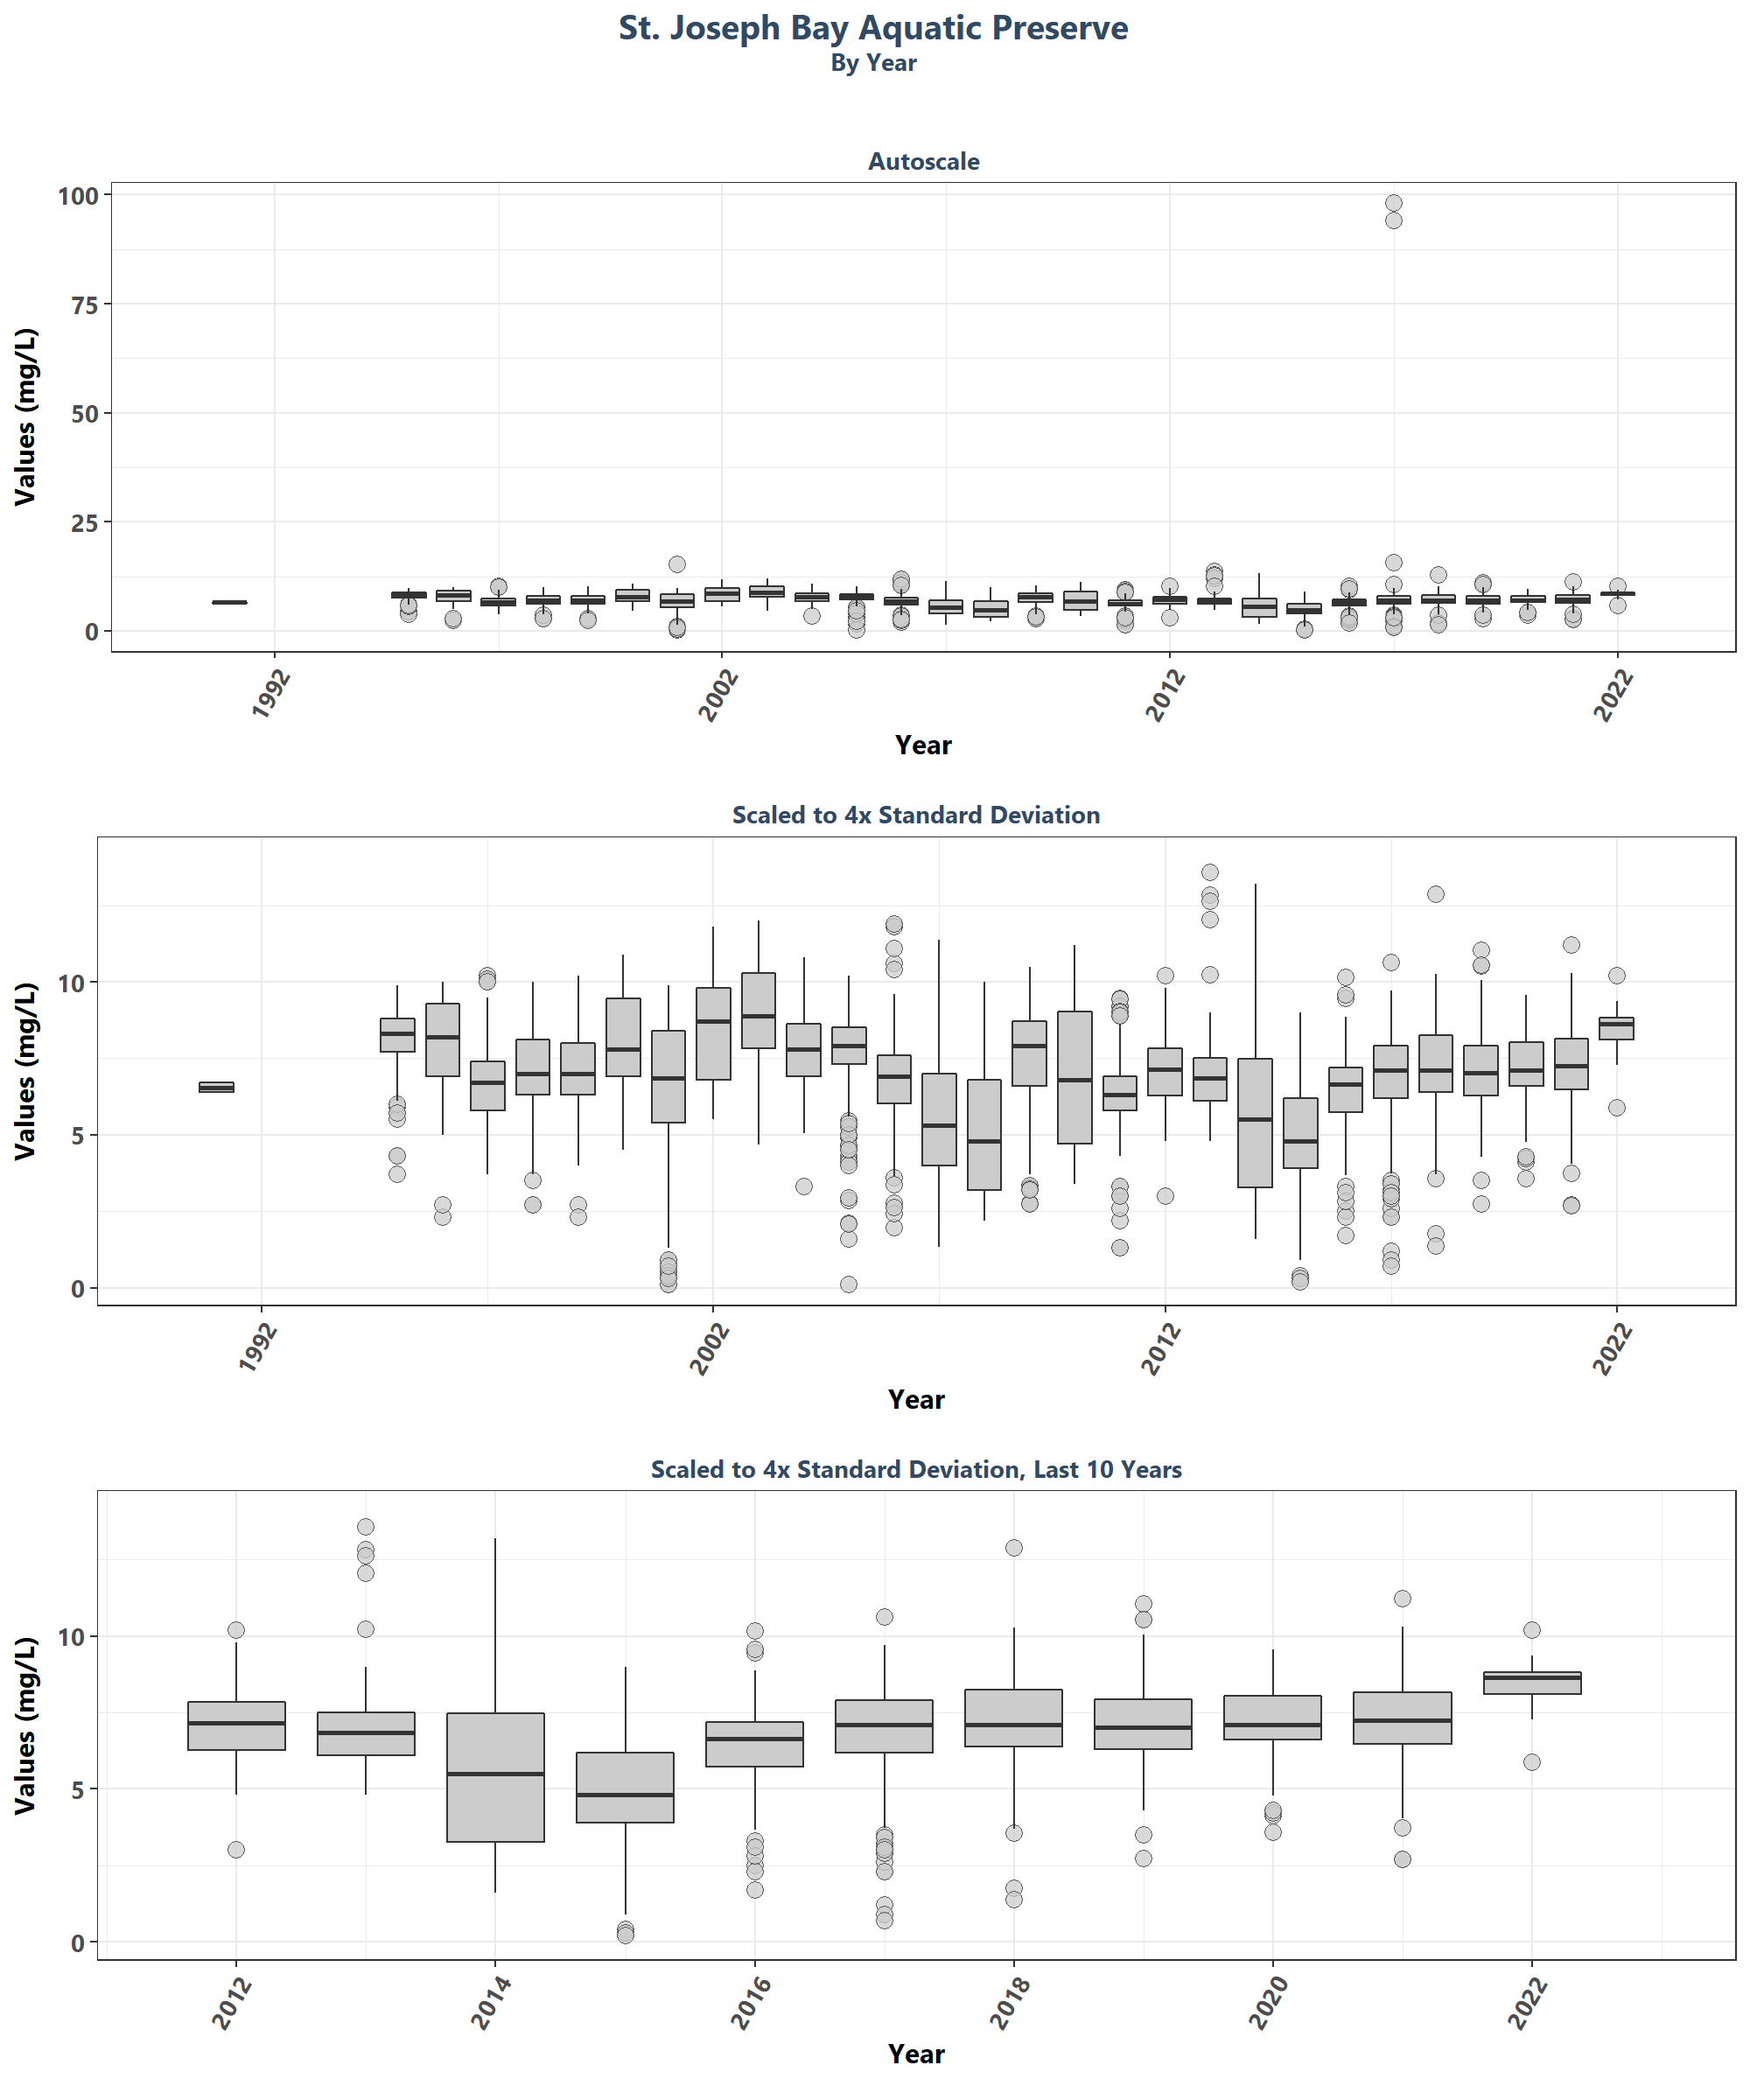 St. Joseph Bay Aquatic Preserve
By Year
Autoscale
Values (mg/L)
100
75
50
25
0
1992
2002
2012
2022
Year
Scaled to 4x Standard Deviation
Values (mg/L)
10
5
0
1992
2002
2012
2022
Year
Scaled to 4x Standard Deviation, Last 10 Years
Values (mg/L)
10
5
0
2012
2014
2016
2018
2020
2022
Year